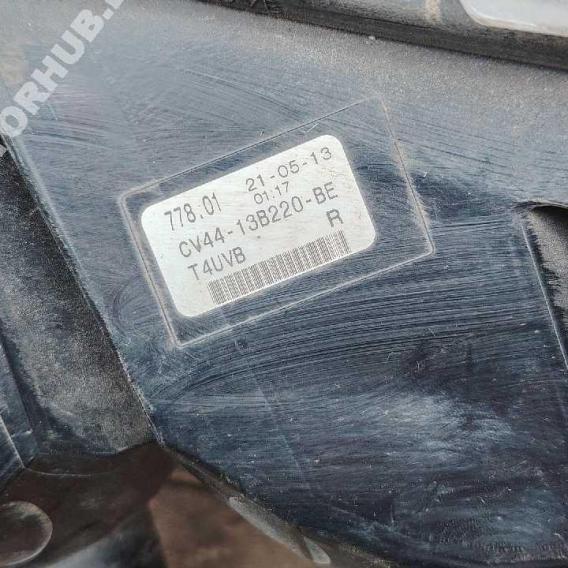 ORHUB.
778.01 21-05-13
01:17
CV44-13B220-BE
T4UVB R